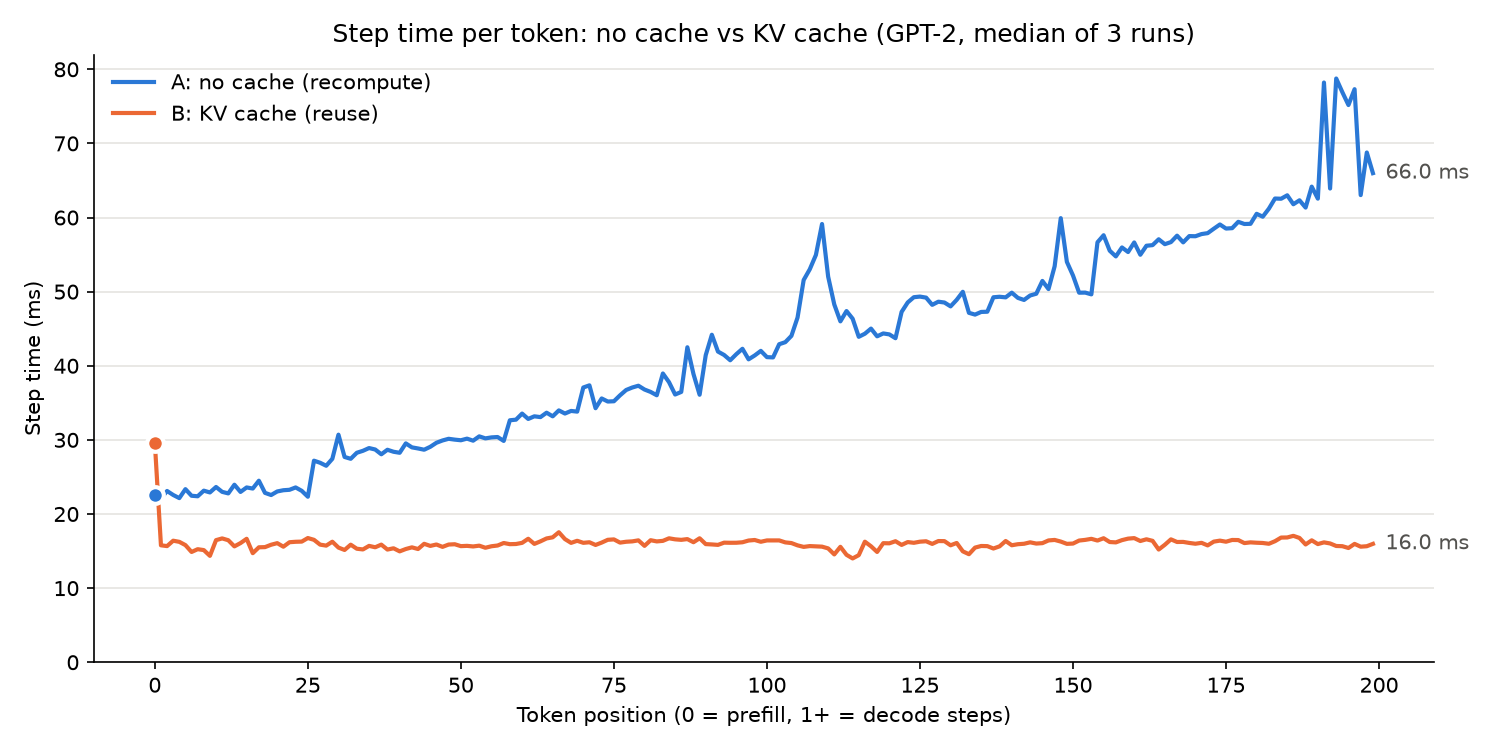 Step time per token: no cache vs KV cache (GPT-2, median of 3 runs)
A: no cache (recompute)
B: KV cache (reuse)
Step time (ms)
80
70
60
50
40
30
20
10
0
66.0 ms
16.0 ms
0 25 50 75 100 125 150 175 200
Token position (0 = prefill, 1+ = decode steps)